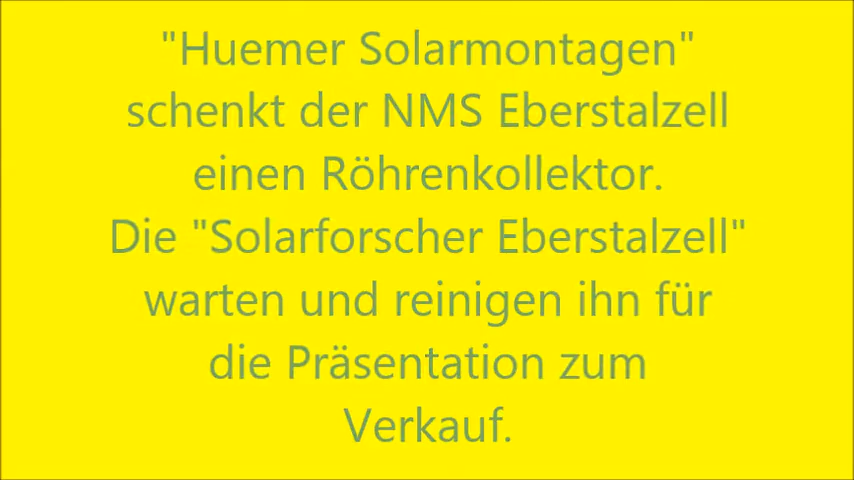 "Huemer Solarmontagen"
schenkt der NMS Eberstalzell
einen Röhrenkollektor.
Die "Solarforscher Eberstalzell"
warten und reinigen ihn für
die Präsentation zum
Verkauf.